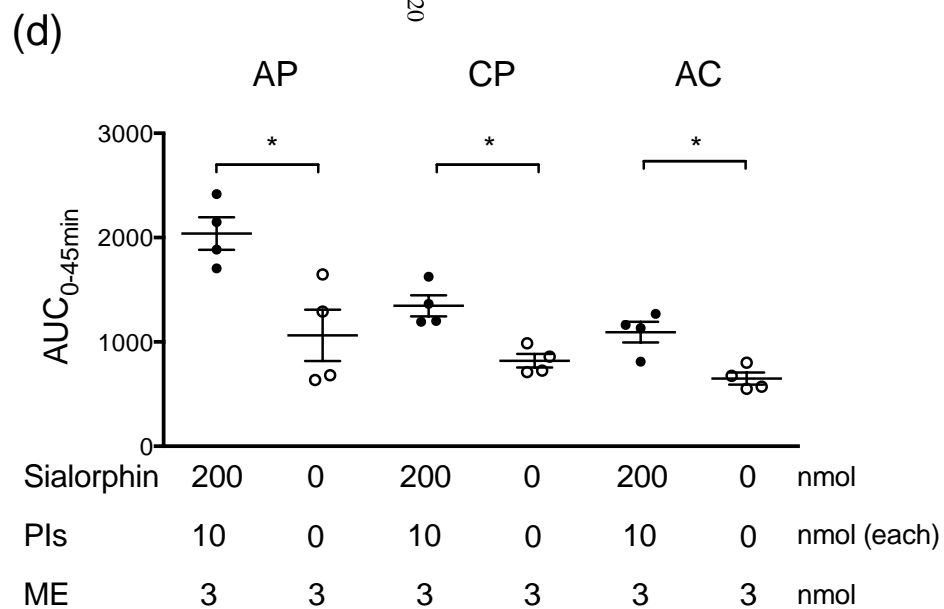 20
(d)
AP CP AC
* * *
3000
2000
1000
0
AUC0-45min
Sialorphin 200 0 200 0 200 0 nmol
PIs 10 0 10 0 10 0 nmol (each)
ME 3 3 3 3 3 3 nmol